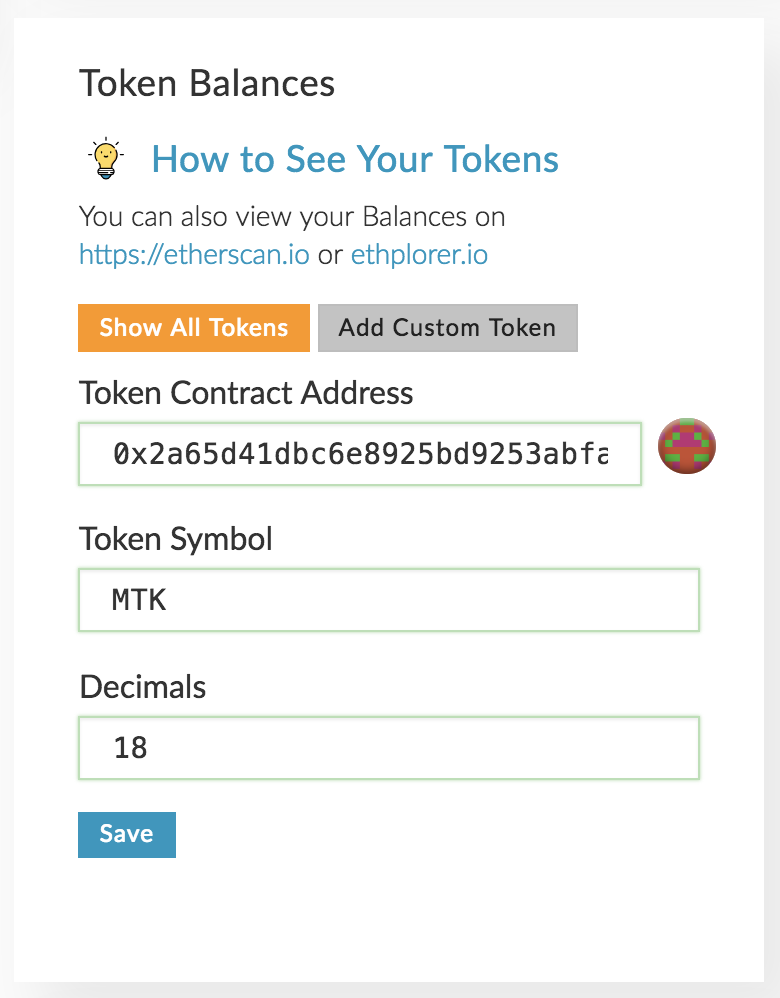 Token Balances
How to See Your Tokens
You can also view your Balances on
https://etherscan.io or ethplorer.io
Show All Tokens Add Custom Token
Token Contract Address
0x2a65d41dbc6e8925bd9253abfa
Token Symbol
MTK
Decimals
18
Save